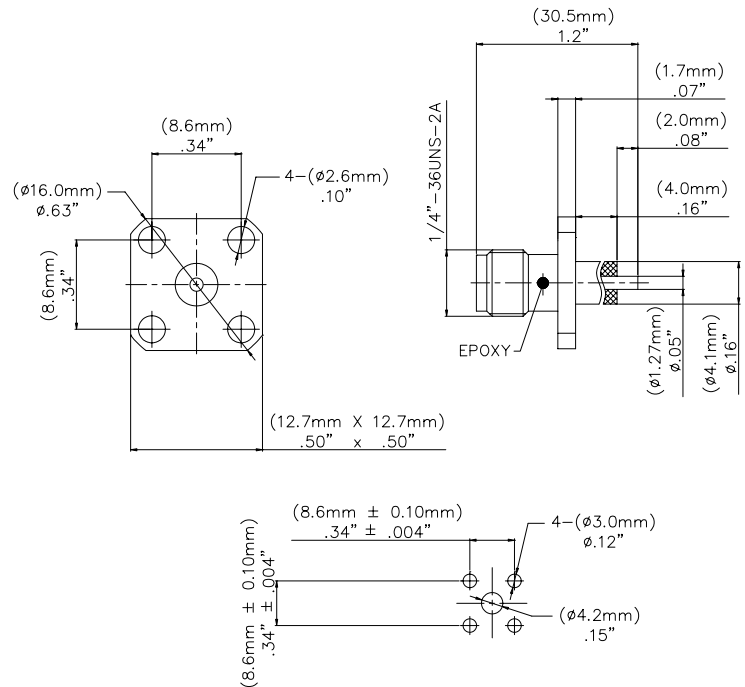 (30.5mm)
1.2"
(1.7mm)
.07"
(2.0mm)
.08"
(4.0mm)
.16"
1/4"-36UNS-2A
EPOXY
(ø1.27mm)
ø.05"
(ø4.1mm)
ø.16"
(8.6mm)
.34"
4-(ø2.6mm)
.10"
(ø16.0mm)
ø.63"
(8.6mm)
.34"
(12.7mm X 12.7mm)
.50" x .50"
(8.6mm ± 0.10mm)
.34" ± .004"
4-(ø3.0mm)
ø.12"
(8.6mm ± 0.10mm)
.34" ± .004"
(ø4.2mm)
.15"